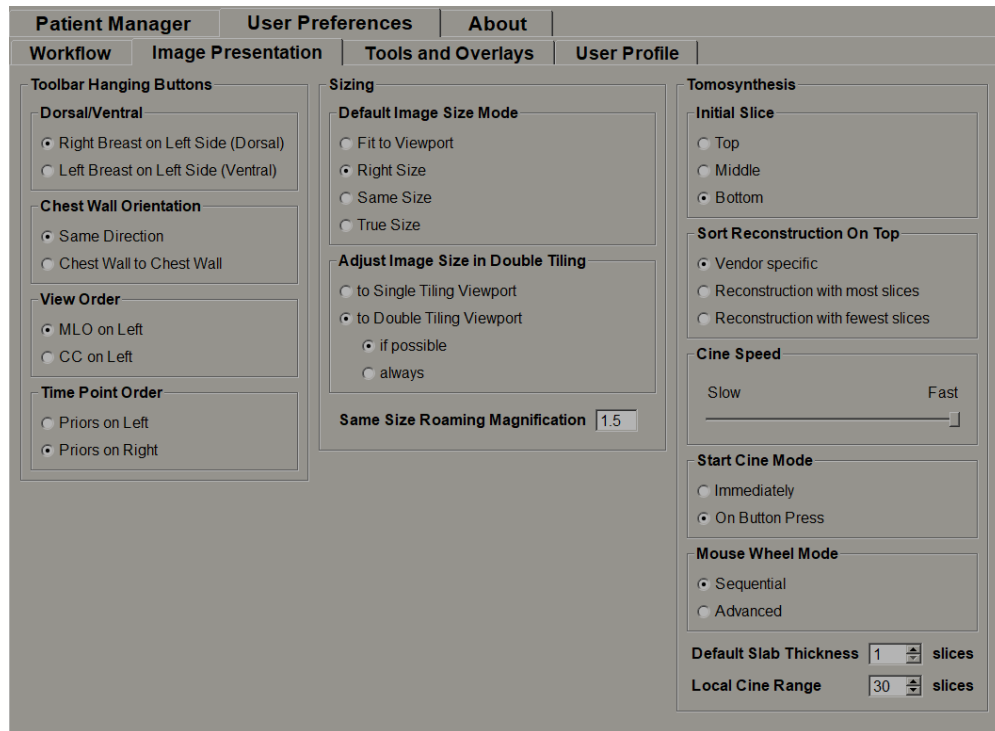 Patient Manager User Preferences About
Workflow Image Presentation Tools and Overlays User Profile
Toolbar Hanging Buttons
Dorsal/Ventral
Right Breast on Left Side (Dorsal)
Left Breast on Left Side (Ventral)
Chest Wall Orientation
Same Direction
Chest Wall to Chest Wall
View Order
MLO on Left
CC on Left
Time Point Order
Priors on Left
Priors on Right
Sizing
Default Image Size Mode
Fit to Viewport
Right Size
Same Size
True Size
Adjust Image Size in Double Tiling
to Single Tiling Viewport
to Double Tiling Viewport
if possible
always
Same Size Roaming Magnification 1.5
Tomosynthesis
Initial Slice
Top
Middle
Bottom
Sort Reconstruction On Top
Vendor specific
Reconstruction with most slices
Reconstruction with fewest slices
Cine Speed
Slow Fast
Start Cine Mode
Immediately
On Button Press
Mouse Wheel Mode
Sequential
Advanced
Default Slab Thickness 1 slices
Local Cine Range 30 slices